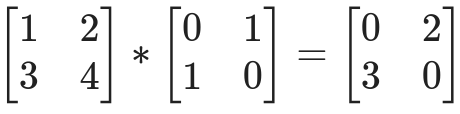 [1 2] * [0 1] = [0 2]
[3 4] [1 0] [3 0]